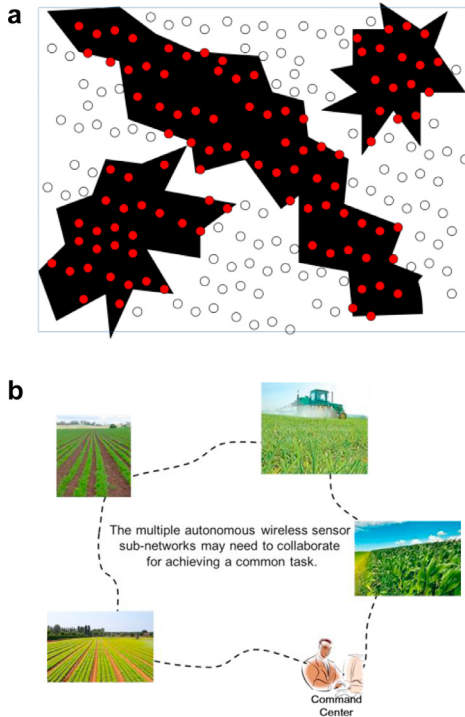 a
b
The multiple autonomous wireless sensor
sub-networks may need to collaborate
for achieving a common task.
Command
Center